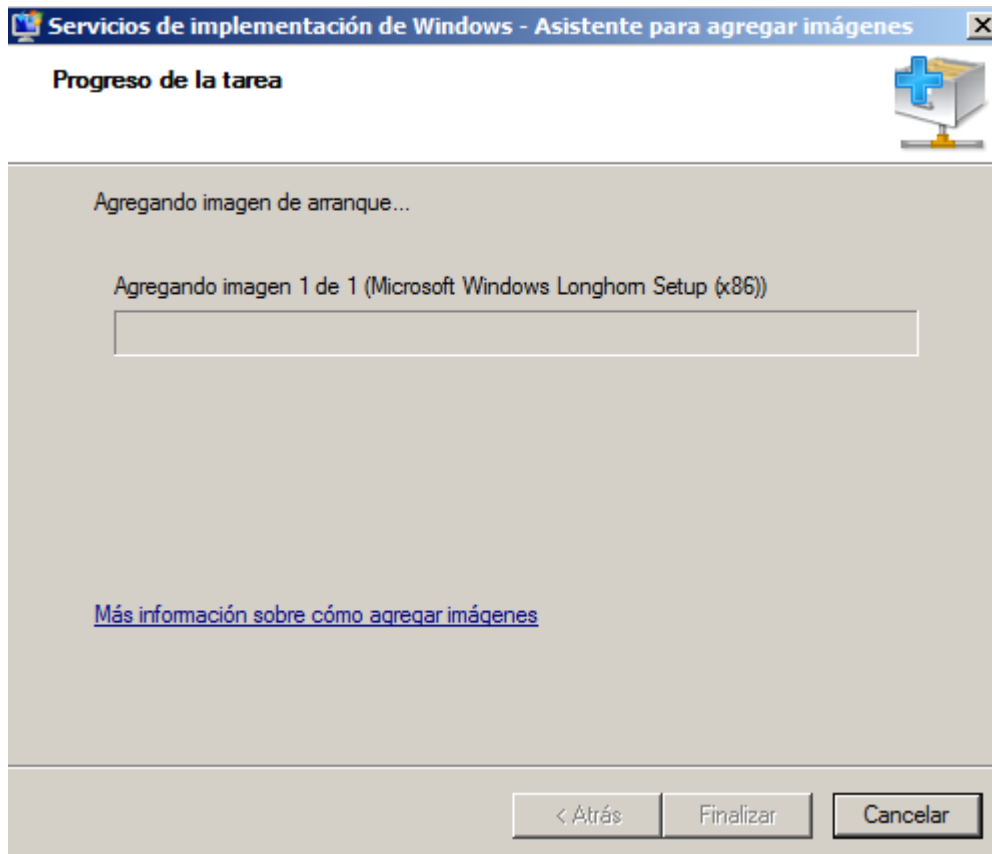 Servicios de implementación de Windows - Asistente para agregar imágenes
Progreso de la tarea
Agregando imagen de arranque...
Agregando imagen 1 de 1 (Microsoft Windows Longhorn Setup (x86))
Más información sobre cómo agregar imágenes
< Atrás
Finalizar
Cancelar